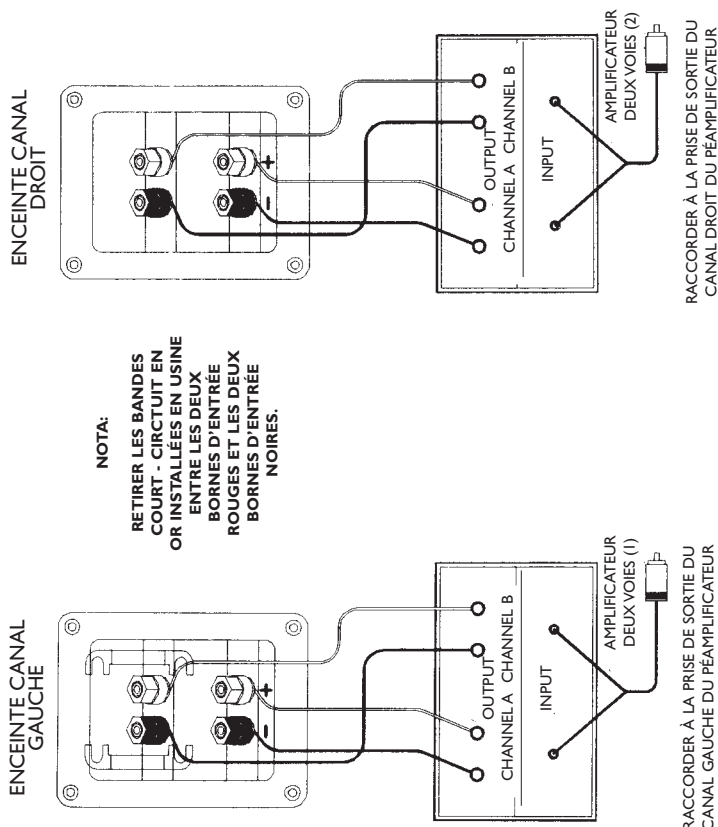 ENCEINTE CANAL
GAUCHE
+
-
OUTPUT
CHANNEL A CHANNEL B
INPUT
AMPLIFICATEUR
DEUX VOIES (1)
RACCORDER À LA PRISE DE SORTIE DU
CANAL GAUCHE DU PÉAMPLIFICATEUR
NOTA:
RETIRER LES BANDES
COURT - CIRCTUIT EN
OR INSTALLÉES EN USINE
ENTRE LES DEUX
BORNES D'ENTRÉE
ROUGES ET LES DEUX
BORNES D'ENTRÉE
NOIRES.
ENCEINTE CANAL
DROIT
+
-
OUTPUT
CHANNEL A CHANNEL B
INPUT
AMPLIFICATEUR
DEUX VOIES (2)
RACCORDER À LA PRISE DE SORTIE DU
CANAL DROIT DU PÉAMPLIFICATEUR